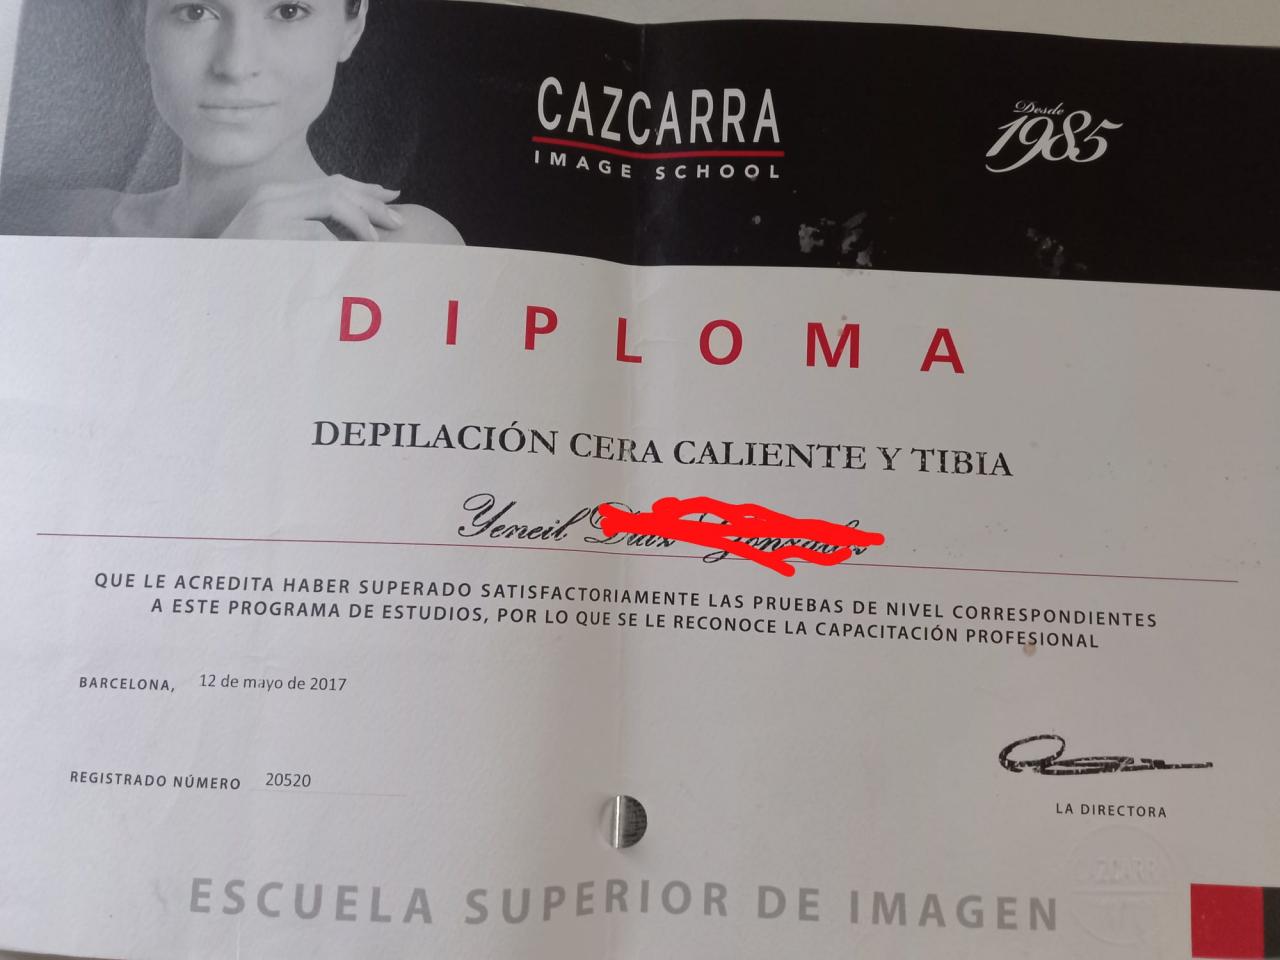 CAZCARRA
IMAGE SCHOOL
Desde
1985
DIPLOMA
DEPILACIÓN CERA CALIENTE Y TIBIA
Yeneil
QUE LE ACREDITA HABER SUPERADO SATISFACTORIAMENTE LAS PRUEBAS DE NIVEL CORRESPONDIENTES
A ESTE PROGRAMA DE ESTUDIOS, POR LO QUE SE LE RECONOCE LA CAPACITACIÓN PROFESIONAL
BARCELONA, 12 de mayo de 2017
REGISTRADO NÚMERO 20520
LA DIRECTORA
CAZCARRA
ESCUELA SUPERIOR DE IMAGEN